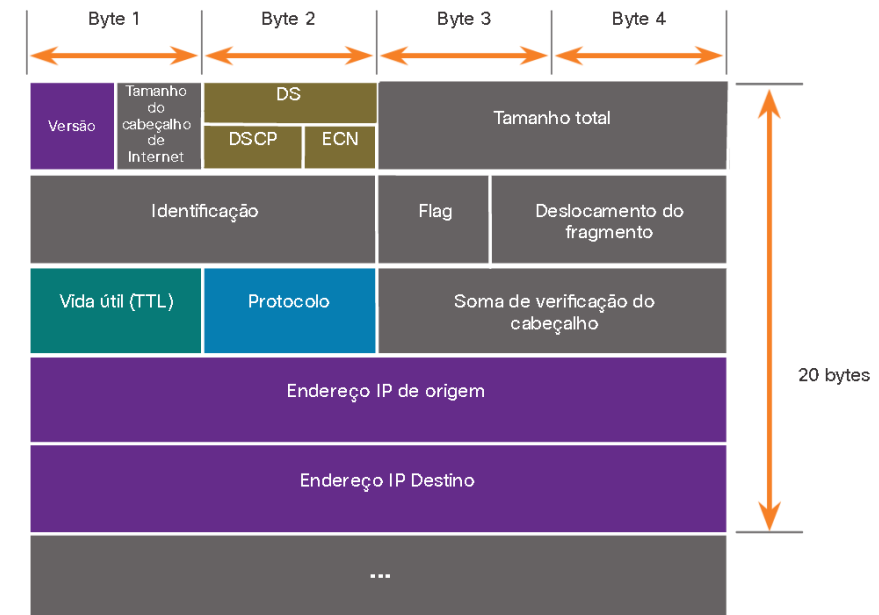 Byte 1
Byte 2
Byte 3
Byte 4
Versão
Tamanho
do
cabeçalho
de
Internet
DS
DSCP
ECN
Tamanho total
Identificação
Flag
Deslocamento do
fragmento
Vida útil (TTL)
Protocolo
Soma de verificação do
cabeçalho
Endereço IP de origem
20 bytes
Endereço IP Destino
...